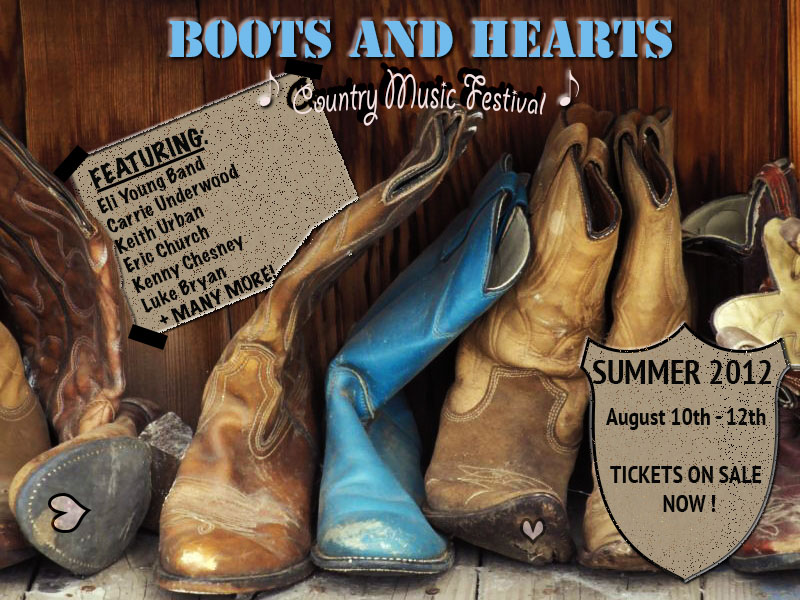 BOOTS AND HEARTS
Country Music Festival
FEATURING:
Eli Young Band
Carrie Underwood
Keith Urban
Eric Church
Kenny Chesney
Luke Bryan
+ MANY MORE!
SUMMER 2012
August 10th - 12th
TICKETS ON SALE
NOW !